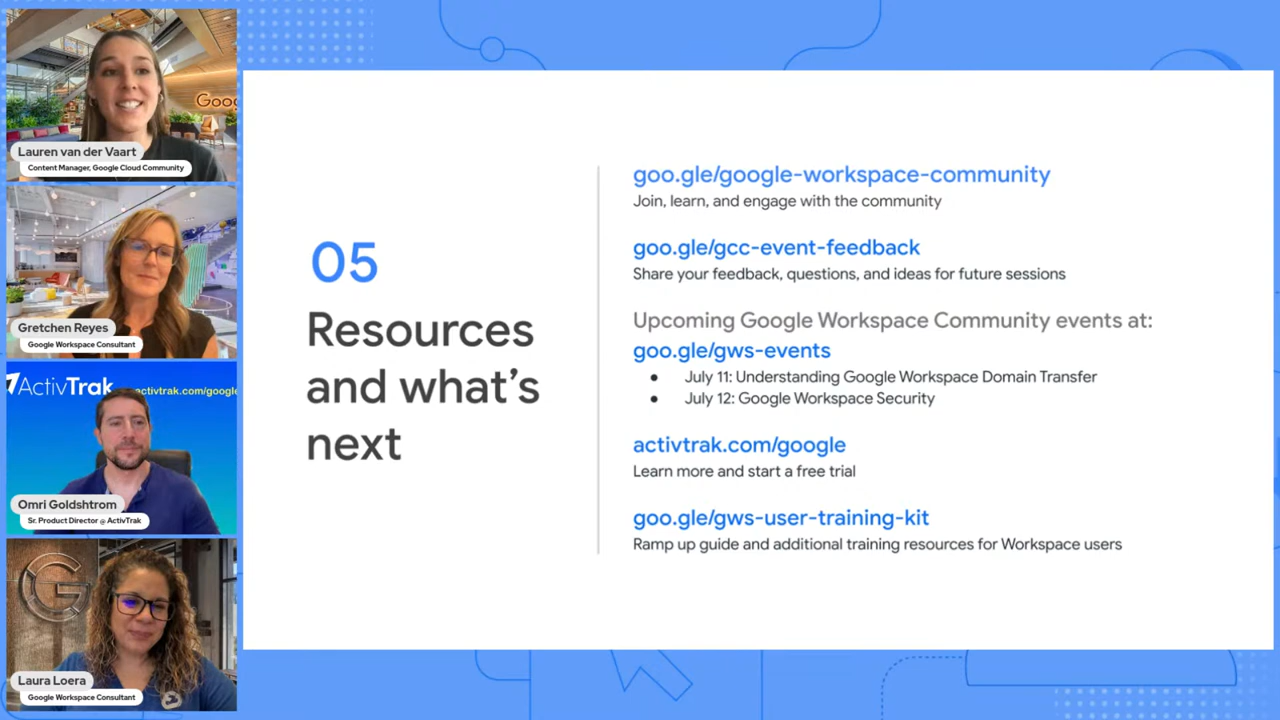 Goog
Lauren van der Vaart
Content Manager, Google Cloud Community
Gretchen Reyes
Google Workspace Consultant
ActivTrak
activtrak.com/google
Omri Goldshtrom
Sr. Product Director @ ActivTrak
G
Laura Loera
Google Workspace Consultant
05
Resources
and what's
next
goo.gle/google-workspace-community
Join, learn, and engage with the community
goo.gle/gcc-event-feedback
Share your feedback, questions, and ideas for future sessions
Upcoming Google Workspace Community events at:
goo.gle/gws-events
● July 11: Understanding Google Workspace Domain Transfer
● July 12: Google Workspace Security
activtrak.com/google
Learn more and start a free trial
goo.gle/gws-user-training-kit
Ramp up guide and additional training resources for Workspace users